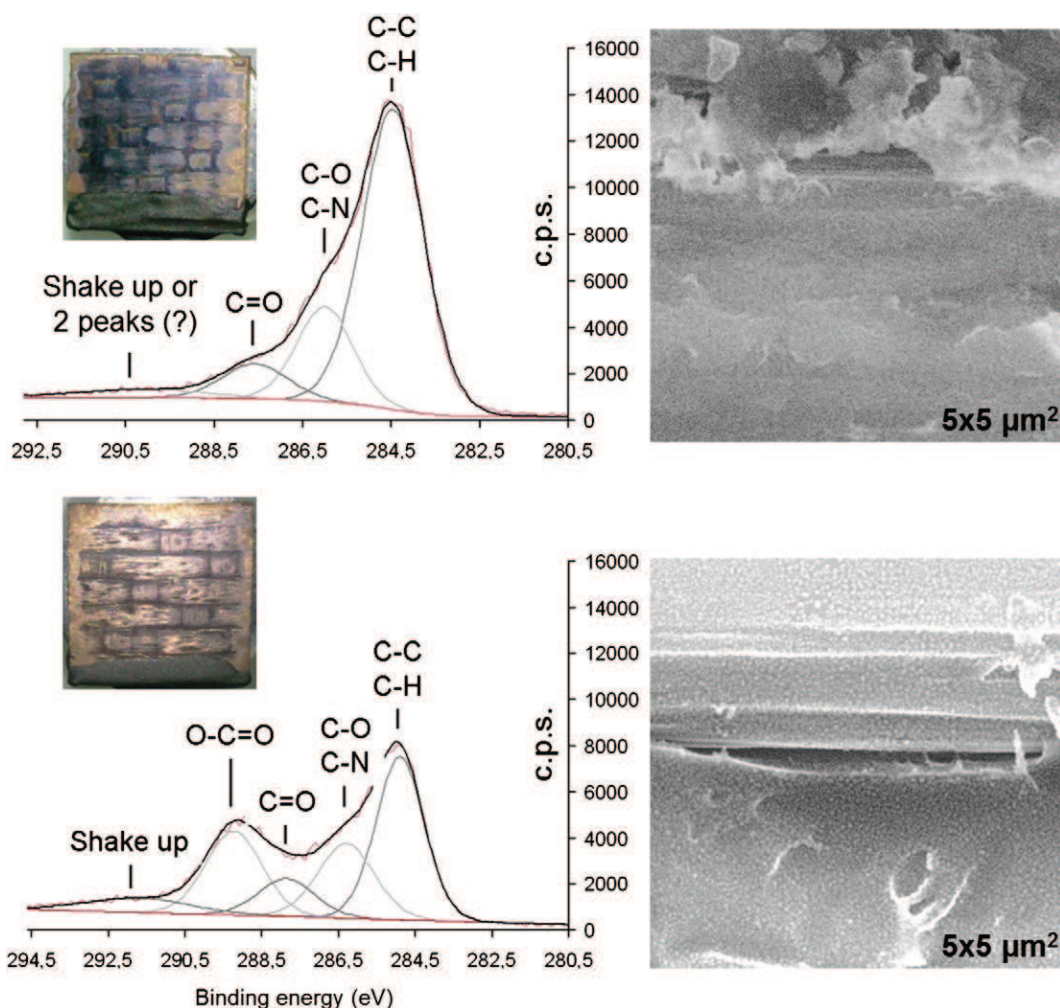 C-C
C-H
C-O
C-N
C=O
Shake up or
2 peaks (?)
c.p.s.
16000
14000
12000
10000
8000
6000
4000
2000
0
292,5 290,5 288,5 286,5 284,5 282,5 280,5
5x5 µm²
C-C
C-H
C-O
C-N
O-C=O
C=O
Shake up
c.p.s.
16000
14000
12000
10000
8000
6000
4000
2000
0
294,5 292,5 290,5 288,5 286,5 284,5 282,5 280,5
Binding energy (eV)
5x5 µm²